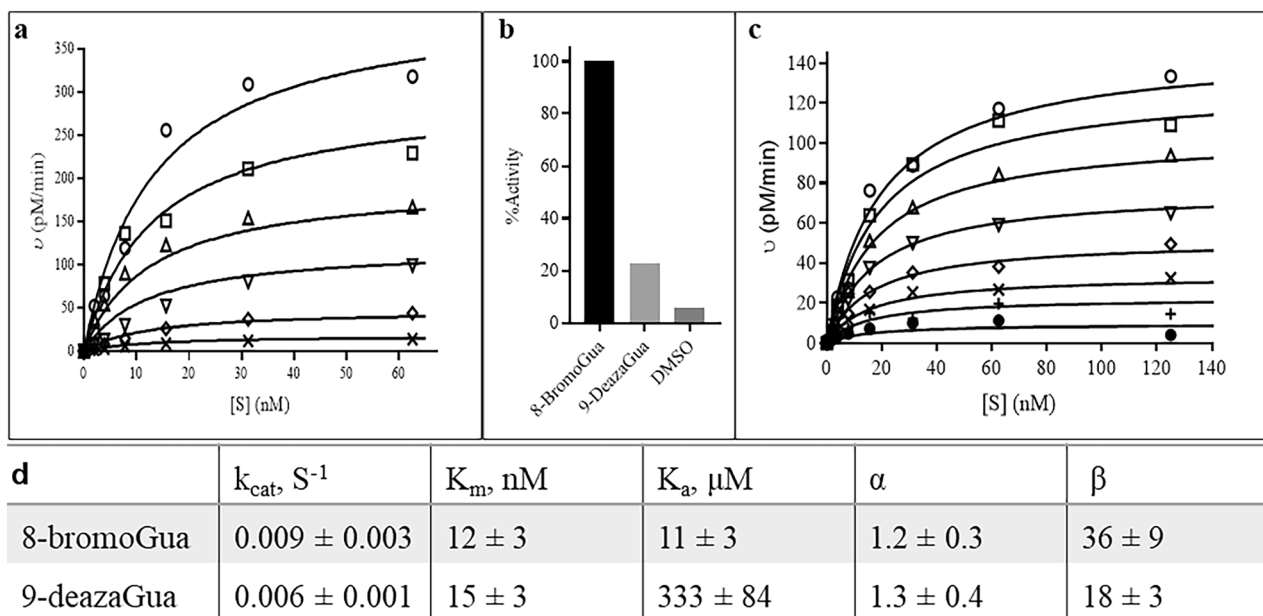 a
350
300
250
200
150
100
50
0
0 10 20 30 40 50 60
υ (pM/min)
[S] (nM)
b
100
80
60
40
20
0
%Activity
8-BromoGua
9-DeazaGua
DMSO
c
140
120
100
80
60
40
20
0
0 20 40 60 80 100 120 140
υ (pM/min)
[S] (nM)
d kcat, S-1 Km, nM Ka, μM α β
8-bromoGua 0.009 ± 0.003 12 ± 3 11 ± 3 1.2 ± 0.3 36 ± 9
9-deazaGua 0.006 ± 0.001 15 ± 3 333 ± 84 1.3 ± 0.4 18 ± 3